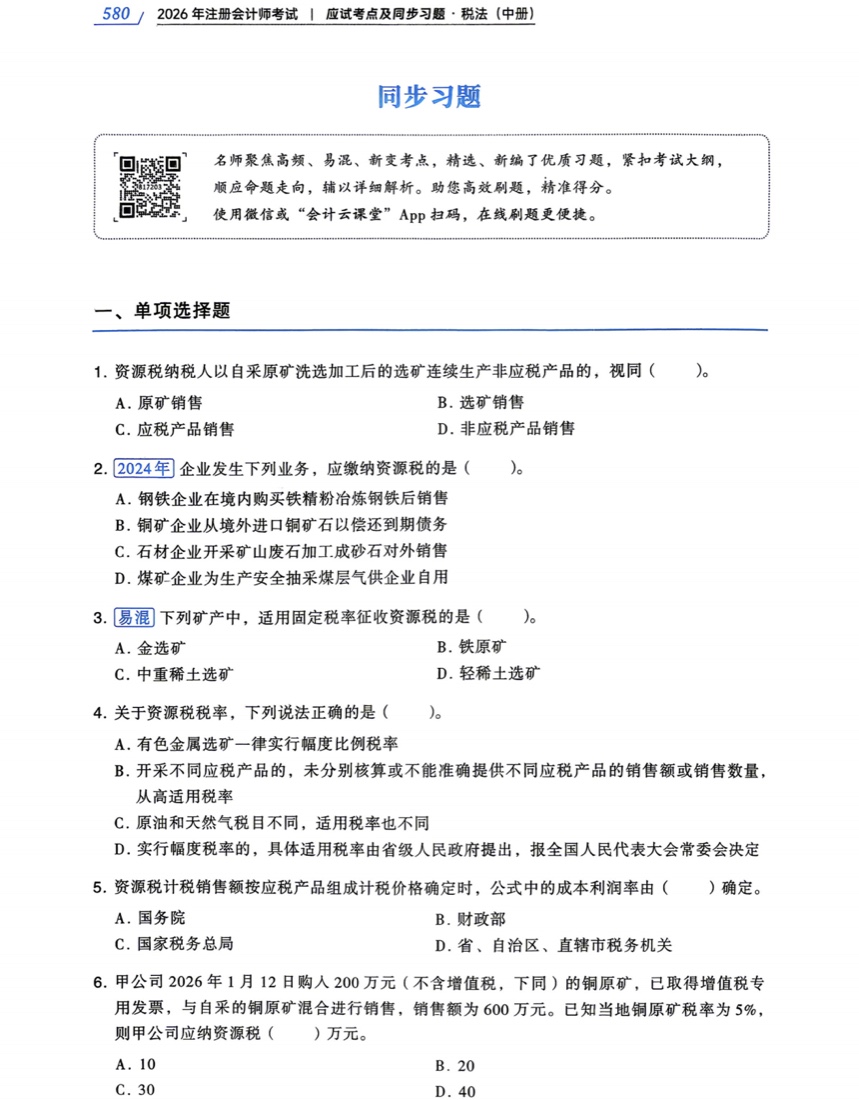 580 2026年注册会计师考试 | 应试考点及同步习题·税法（中册）
同步习题
名师聚焦高频、易混、新变考点，精选、新编了优质习题，紧扣考试大纲，
顺应命题走向，辅以详细解析。助您高效刷题，精准得分。
使用微信或“会计云课堂”App扫码，在线刷题更便捷。
一、单项选择题
1. 资源税纳税人以自采原矿洗选加工后的选矿连续生产非应税产品的，视同（　　）。
A. 原矿销售 B. 选矿销售
C. 应税产品销售 D. 非应税产品销售
2. 2024年 企业发生下列业务，应缴纳资源税的是（　　）。
A. 钢铁企业在境内购买铁精粉冶炼钢铁后销售
B. 铜矿企业从境外进口铜矿石以偿还到期债务
C. 石材企业开采矿山废石加工成砂石对外销售
D. 煤矿企业为生产安全抽采煤层气供企业自用
3. 易混 下列矿产中，适用固定税率征收资源税的是（　　）。
A. 金选矿 B. 铁原矿
C. 中重稀土选矿 D. 轻稀土选矿
4. 关于资源税税率，下列说法正确的是（　　）。
A. 有色金属选矿一律实行幅度比例税率
B. 开采不同应税产品的，未分别核算或不能准确提供不同应税产品的销售额或销售数量，
从高适用税率
C. 原油和天然气税目不同，适用税率也不同
D. 实行幅度税率的，具体适用税率由省级人民政府提出，报全国人民代表大会常委会决定
5. 资源税计税销售额按应税产品组成计税价格确定时，公式中的成本利润率由（　　）确定。
A. 国务院 B. 财政部
C. 国家税务总局 D. 省、自治区、直辖市税务机关
6. 甲公司2026年1月12日购入200万元（不含增值税，下同）的铜原矿，已取得增值税专
用发票，与自采的铜原矿混合进行销售，销售额为600万元。已知当地铜原矿税率为5%，
则甲公司应纳资源税（　　）万元。
A. 10 B. 20
C. 30 D. 40